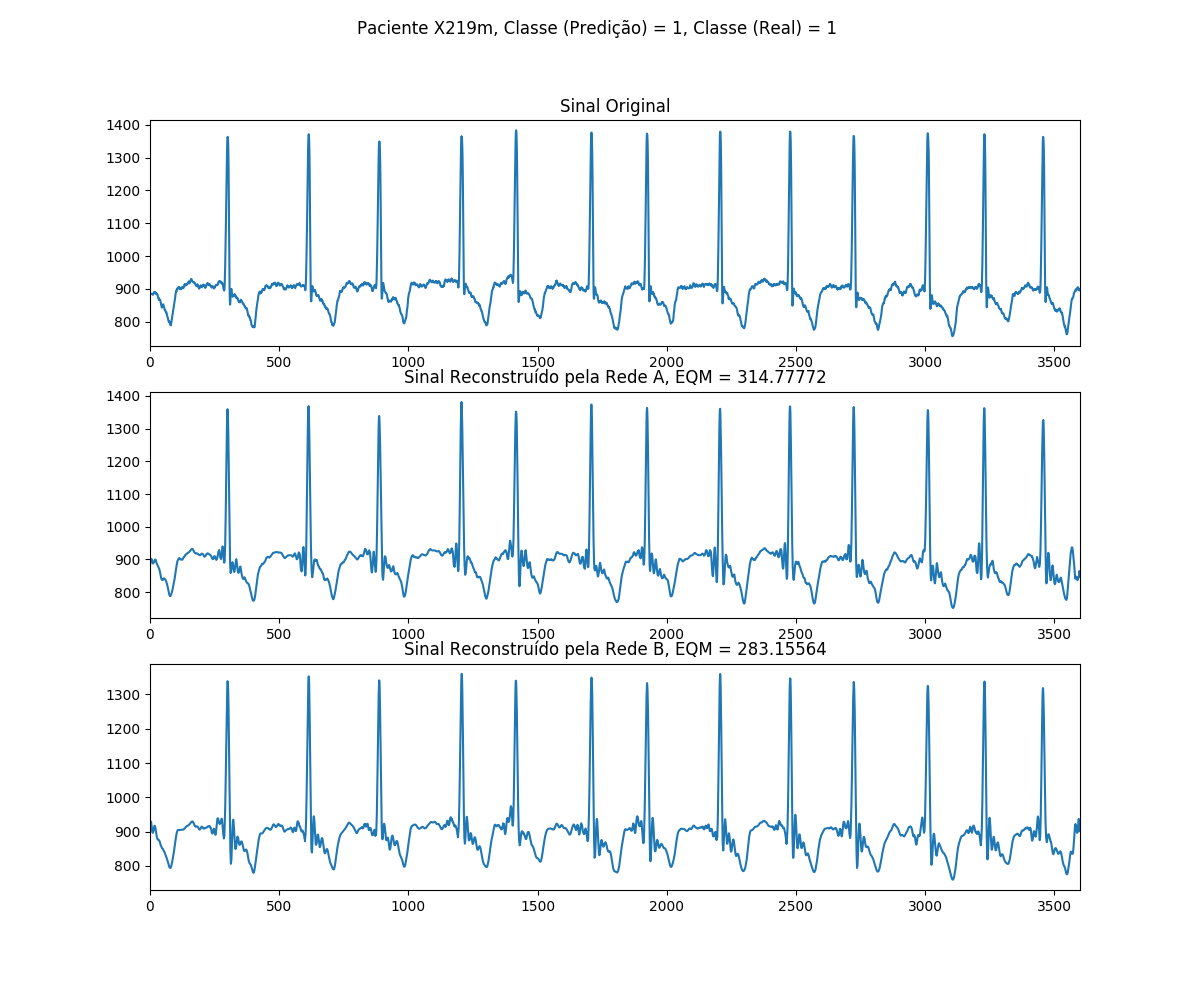 Paciente X219m, Classe (Predição) = 1, Classe (Real) = 1
Sinal Original
1400
1300
1200
1100
1000
900
800
0 500 1000 1500 2000 2500 3000 3500
Sinal Reconstruído pela Rede A, EQM = 314.77772
1400
1300
1200
1100
1000
900
800
0 500 1000 1500 2000 2500 3000 3500
Sinal Reconstruído pela Rede B, EQM = 283.15564
1300
1200
1100
1000
900
800
0 500 1000 1500 2000 2500 3000 3500